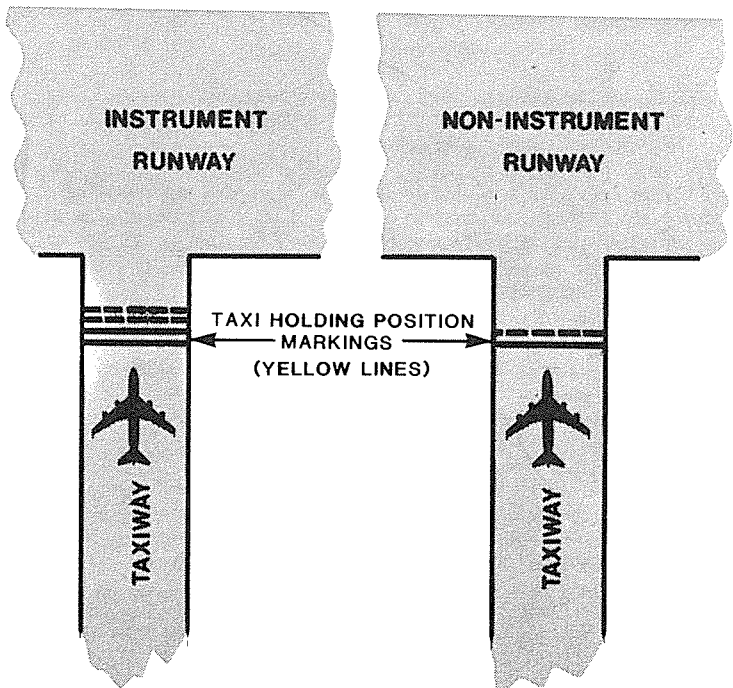 INSTRUMENT
RUNWAY
NON-INSTRUMENT
RUNWAY
TAXI HOLDING POSITION
MARKINGS
(YELLOW LINES)
TAXIWAY
TAXIWAY